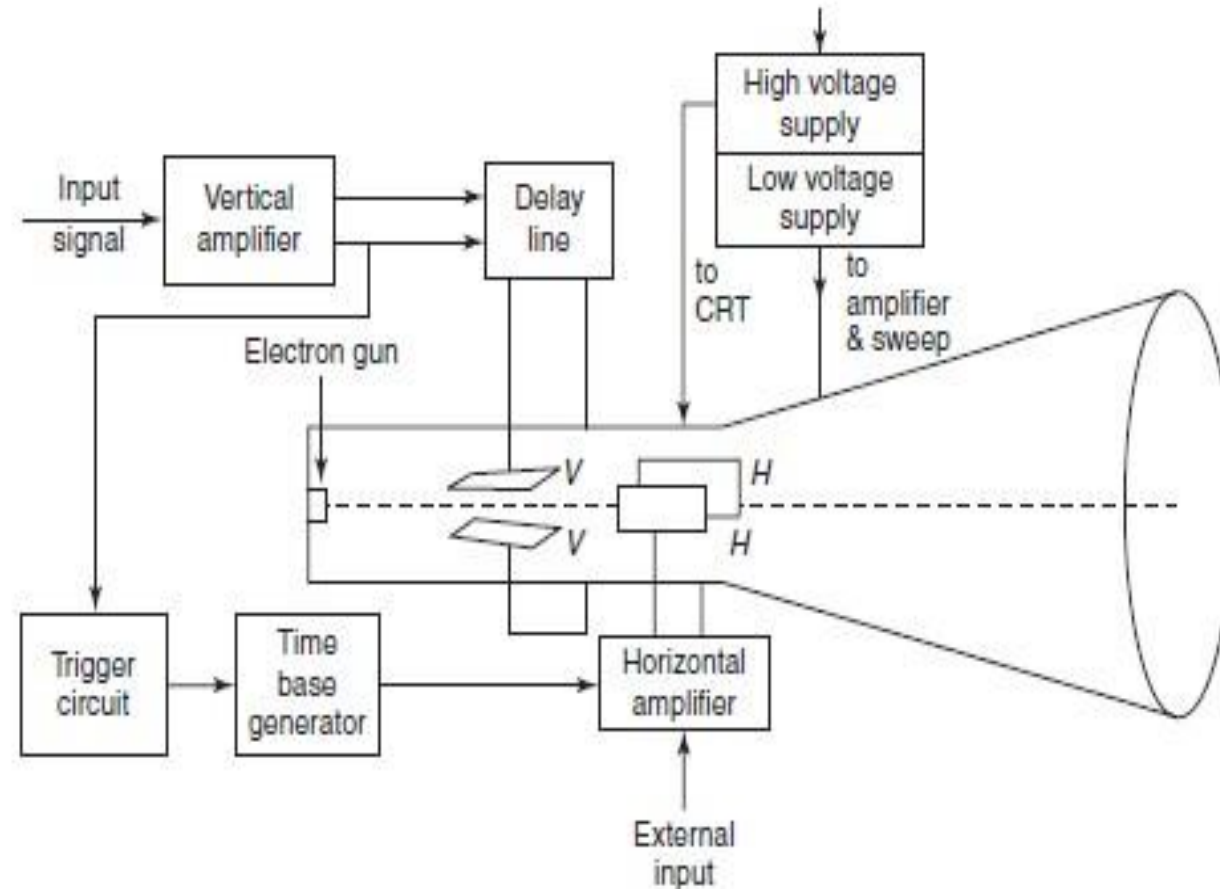 High voltage
supply
Low voltage
supply
Input
signal
Vertical
amplifier
Delay
line
to
CRT
to
amplifier
& sweep
Electron gun
V
V
H
H
Trigger
circuit
Time
base
generator
Horizontal
amplifier
External
input